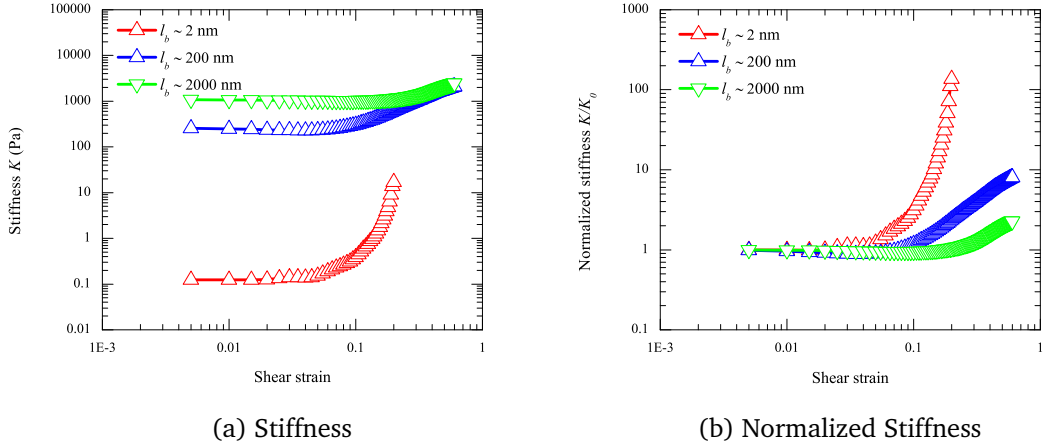 100000
10000
1000
100
10
1
0.1
0.01
Stiffness K (Pa)
l_b ~ 2 nm
l_b ~ 200 nm
l_b ~ 2000 nm
1E-3
0.01
0.1
1
Shear strain
(a) Stiffness
1000
100
10
1
0.1
Normalized stiffness K/K_0
l_b ~ 2 nm
l_b ~ 200 nm
l_b ~ 2000 nm
1E-3
0.01
0.1
1
Shear strain
(b) Normalized Stiffness